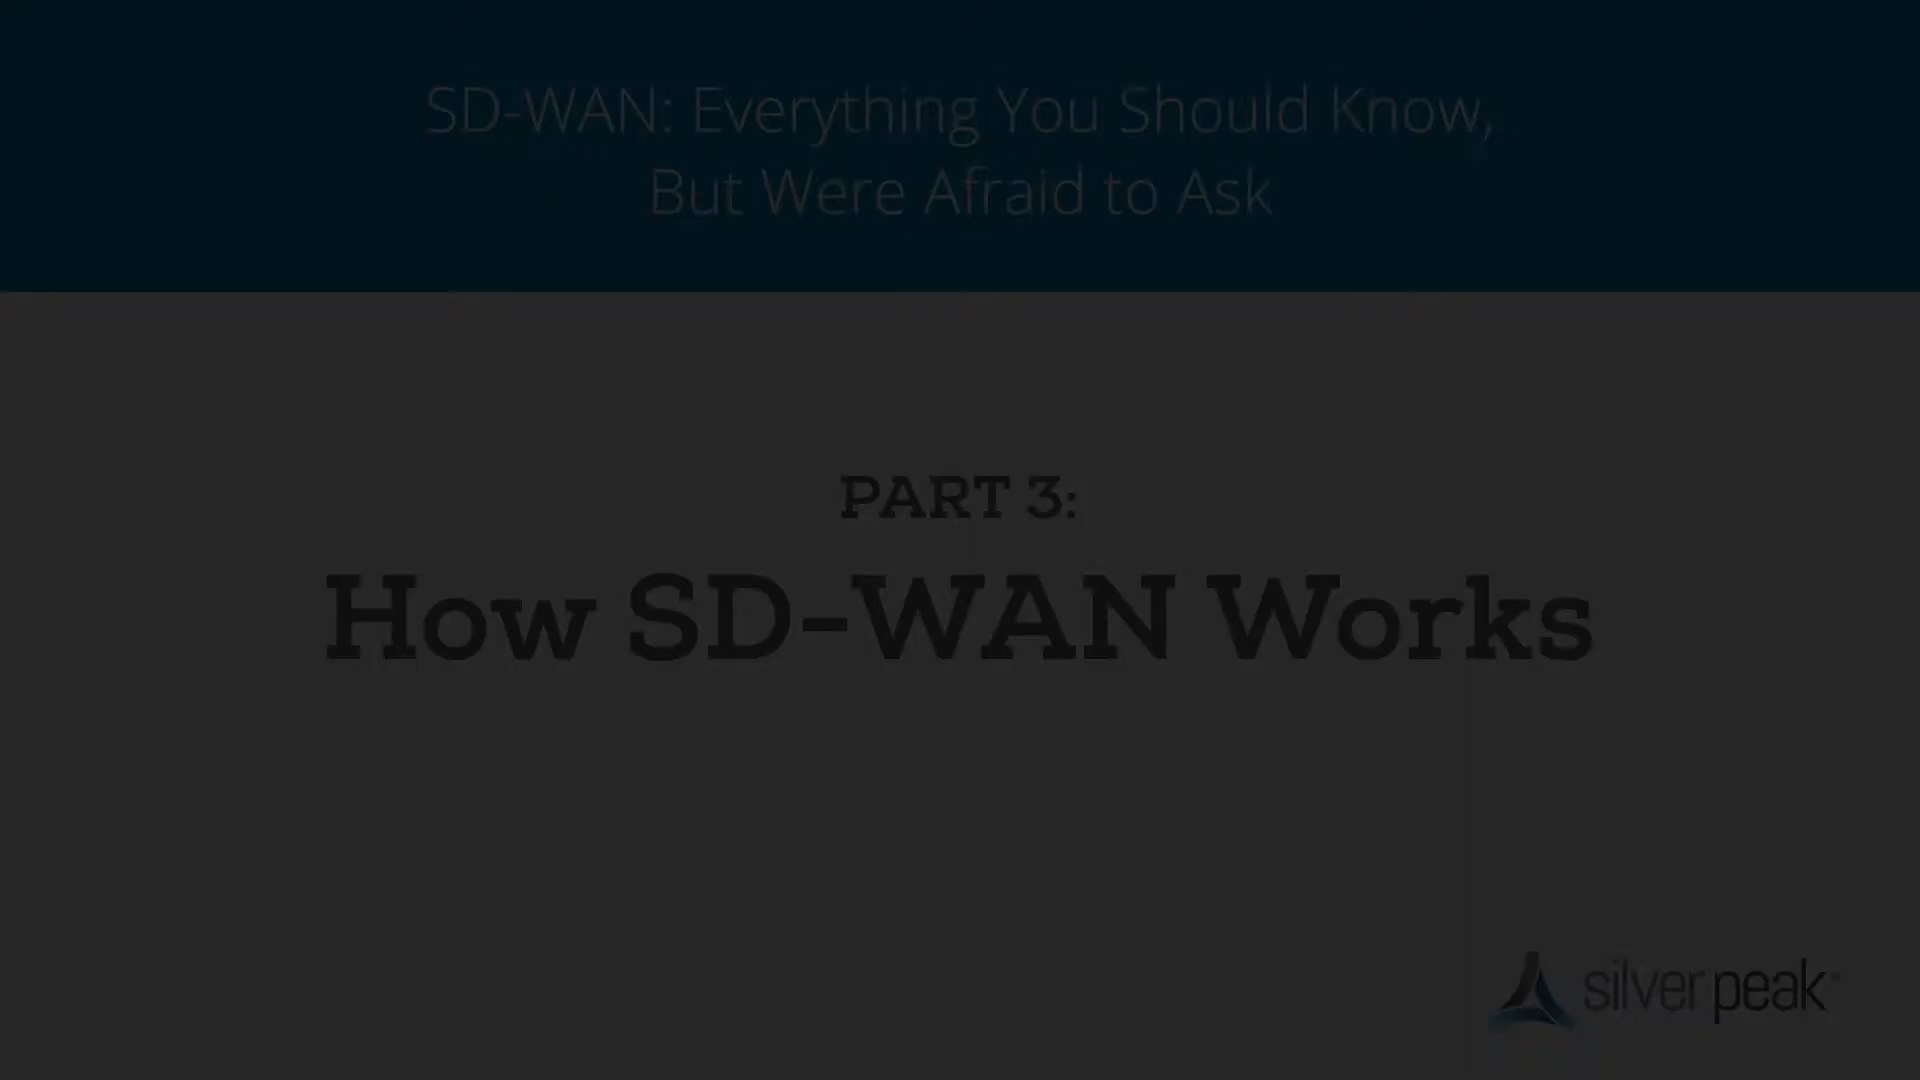 SD-WAN: Everything You Should Know,
But Were Afraid to Ask
PART 3:
How SD-WAN Works
silver peak